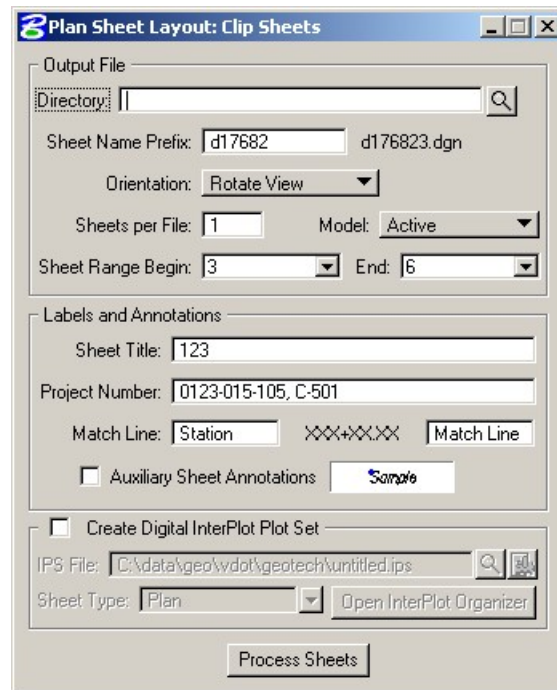 Plan Sheet Layout: Clip Sheets
Output File
Directory:
Sheet Name Prefix: d17682 d176823.dgn
Orientation: Rotate View
Sheets per File: 1 Model: Active
Sheet Range Begin: 3 End: 6
Labels and Annotations
Sheet Title: 123
Project Number: 0123-015-105, C-501
Match Line: Station XXX+XX.XX Match Line
Auxiliary Sheet Annotations Sample
Create Digital InterPlot Plot Set
IPS File: C:\data\geo\vdot\geotech\untitled.ips
Sheet Type: Plan Open InterPlot Organizer
Process Sheets